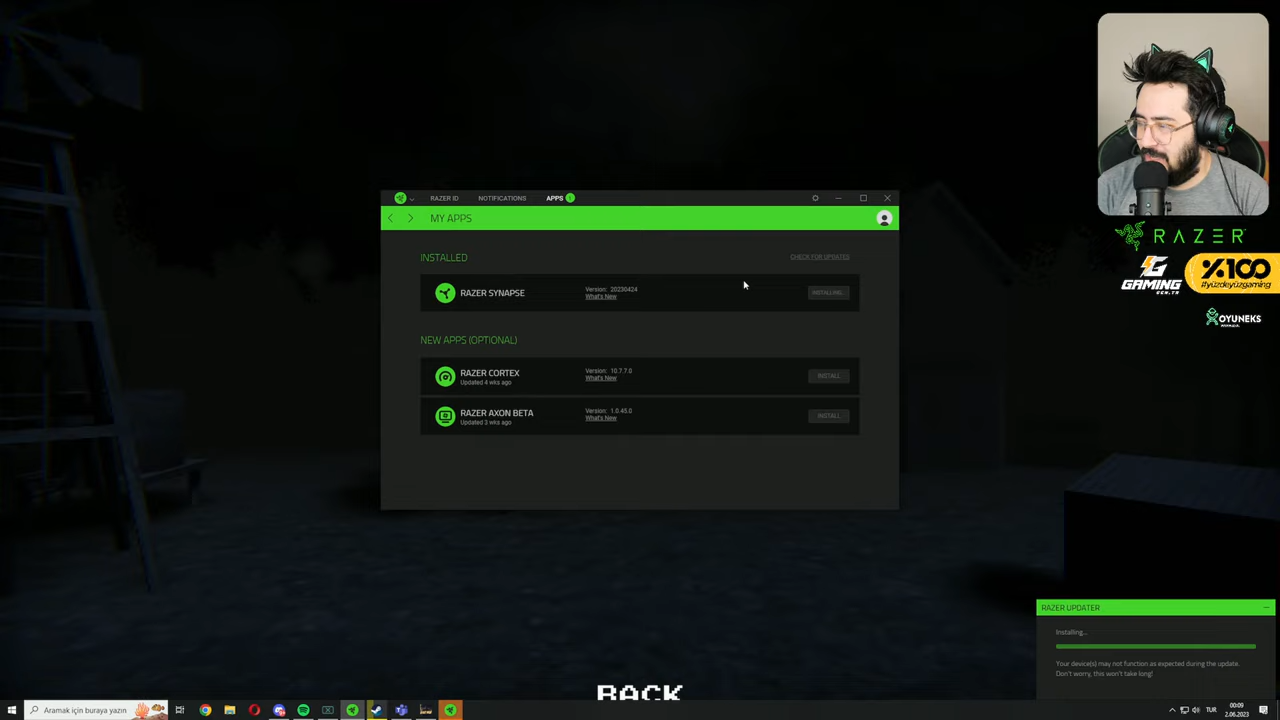 RAZER ID
NOTIFICATIONS
APPS
MY APPS
INSTALLED
CHECK FOR UPDATES
RAZER SYNAPSE
Version: 20230424
What's New
INSTALLING
NEW APPS (OPTIONAL)
RAZER CORTEX
Updated 4 wks ago
Version: 10.7.7.0
What's New
INSTALL
RAZER AXON BETA
Updated 3 wks ago
Version: 1.0.45.0
What's New
INSTALL
RAZER
GAMING
GEN.TR
%100
#yüzdeyüzgaming
OYUNEKS
RAZER UPDATER
Installing...
Your device(s) may not function as expected during the update.
Don't worry, this won't take long!
BACK
Aramak için buraya yazın
TUR
00:09
2.06.2023